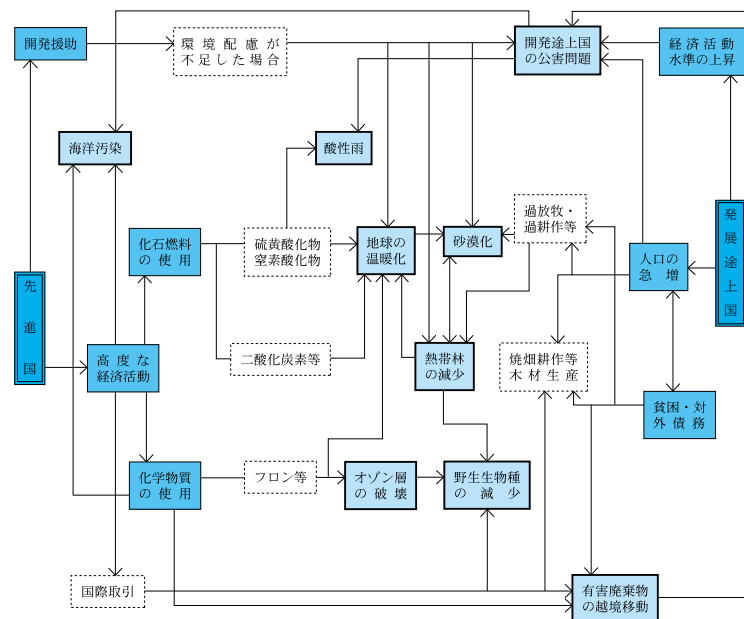 開発援助
環境配慮が
不足した場合
開発途上国
の公害問題
経済活動
水準の上昇
海洋汚染
酸性雨
化石燃料
の使用
硫黄酸化物
窒素酸化物
地球の
温暖化
砂漠化
過放牧・
過耕作等
人口の
急増
発展途上国
先進国
高度な
経済活動
二酸化炭素等
熱帯林
の減少
焼畑耕作等
木材生産
貧困・対
外債務
化学物質
の使用
フロン等
オゾン層
の破壊
野生生物種
の減少
国際取引
有害廃棄物
の越境移動